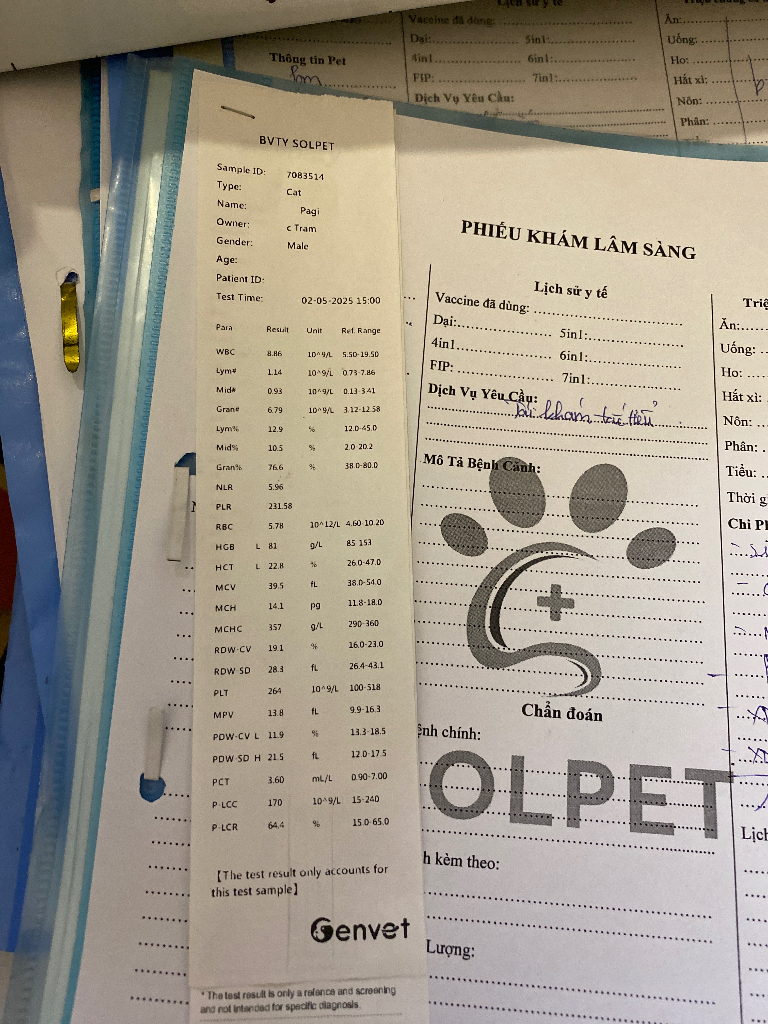 Lịch sử y tế
Vaccine đã dùng:
Dại: 5in1:
4in1 6in1:
FIP: 7in1:
Dịch Vụ Yêu Cầu:
Thông tin Pet
Ăn:
Uống:
Ho:
Hắt xì:
Nôn:
Phân:
BVTY SOLPET
Sample ID: 7083514
Type: Cat
Name: Pagi
Owner: c Tram
Gender: Male
Age:
Patient ID:
Test Time: 02-05-2025 15:00
Para Result Unit Ref. Range
WBC 8.86 10^9/L 5.50-19.50
Lym# 1.14 10^9/L 0.73-7.86
Mid# 0.93 10^9/L 0.13-3.41
Gran# 6.79 10^9/L 3.12-12.58
Lym% 12.9 % 12.0-45.0
Mid% 10.5 % 2.0-20.2
Gran% 76.6 % 38.0-80.0
NLR 5.96
PLR 231.58
RBC 5.78 10^12/L 4.60-10.20
HGB L 81 g/L 85-153
HCT L 22.8 % 26.0-47.0
MCV 39.5 fL 38.0-54.0
MCH 14.1 pg 11.8-18.0
MCHC 357 g/L 290-360
RDW-CV 19.1 % 16.0-23.0
RDW-SD 28.3 fL 26.4-43.1
PLT 264 10^9/L 100-518
MPV 13.8 fL 9.9-16.3
PDW-CV L 11.9 % 13.3-18.5
PDW-SD H 21.5 fL 12.0-17.5
PCT 3.60 mL/L 0.90-7.00
P-LCC 170 10^9/L 15-240
P-LCR 64.4 % 15.0-65.0
【The test result only accounts for
this test sample】
Genvet
* The test result is only a relance and screening
and not intended for specific diagnosis.
PHIẾU KHÁM LÂM SÀNG
Lịch sử y tế
Vaccine đã dùng:
Dại: 5in1:
4in1 6in1:
FIP: 7in1:
Dịch Vụ Yêu Cầu:
Tái khám
Mô Tả Bệnh Cảnh:
Chẩn đoán
ệnh chính:
OLPET
h kèm theo:
Lượng:
Triệ
Ăn:
Uống:
Ho:
Hắt xì:
Nôn:
Phân:
Tiểu:
Thời g
Chi Ph
Lịch